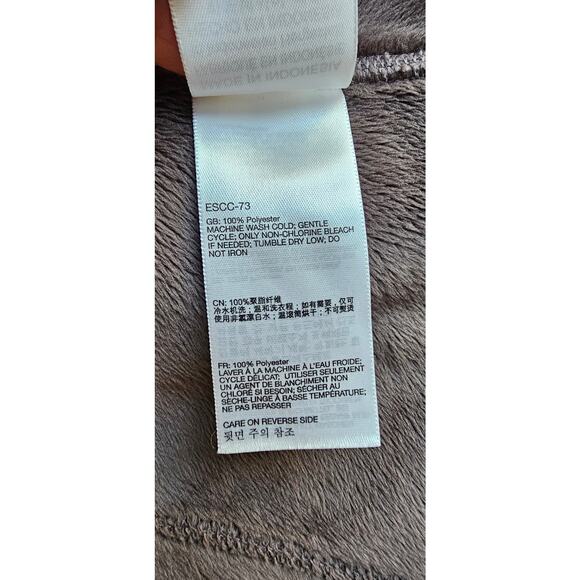 MADE IN INDONESIA
ESCC-73
GB: 100% Polyester
MACHINE WASH COLD; GENTLE
CYCLE; ONLY NON-CHLORINE BLEACH
IF NEEDED; TUMBLE DRY LOW; DO
NOT IRON
CN: 100%聚脂纤维
冷水机洗；温和洗衣程；如有需要，仅可
使用非氯漂白水；温滚筒烘干；不可熨烫
FR: 100% Polyester
LAVER À LA MACHINE À L'EAU FROIDE;
CYCLE DÉLICAT; UTILISER SEULEMENT
UN AGENT DE BLANCHIMENT NON
CHLORÉ SI BESOIN; SÉCHER AU
SÈCHE-LINGE À BASSE TEMPÉRATURE;
NE PAS REPASSER
CARE ON REVERSE SIDE
뒷면 주의 참조